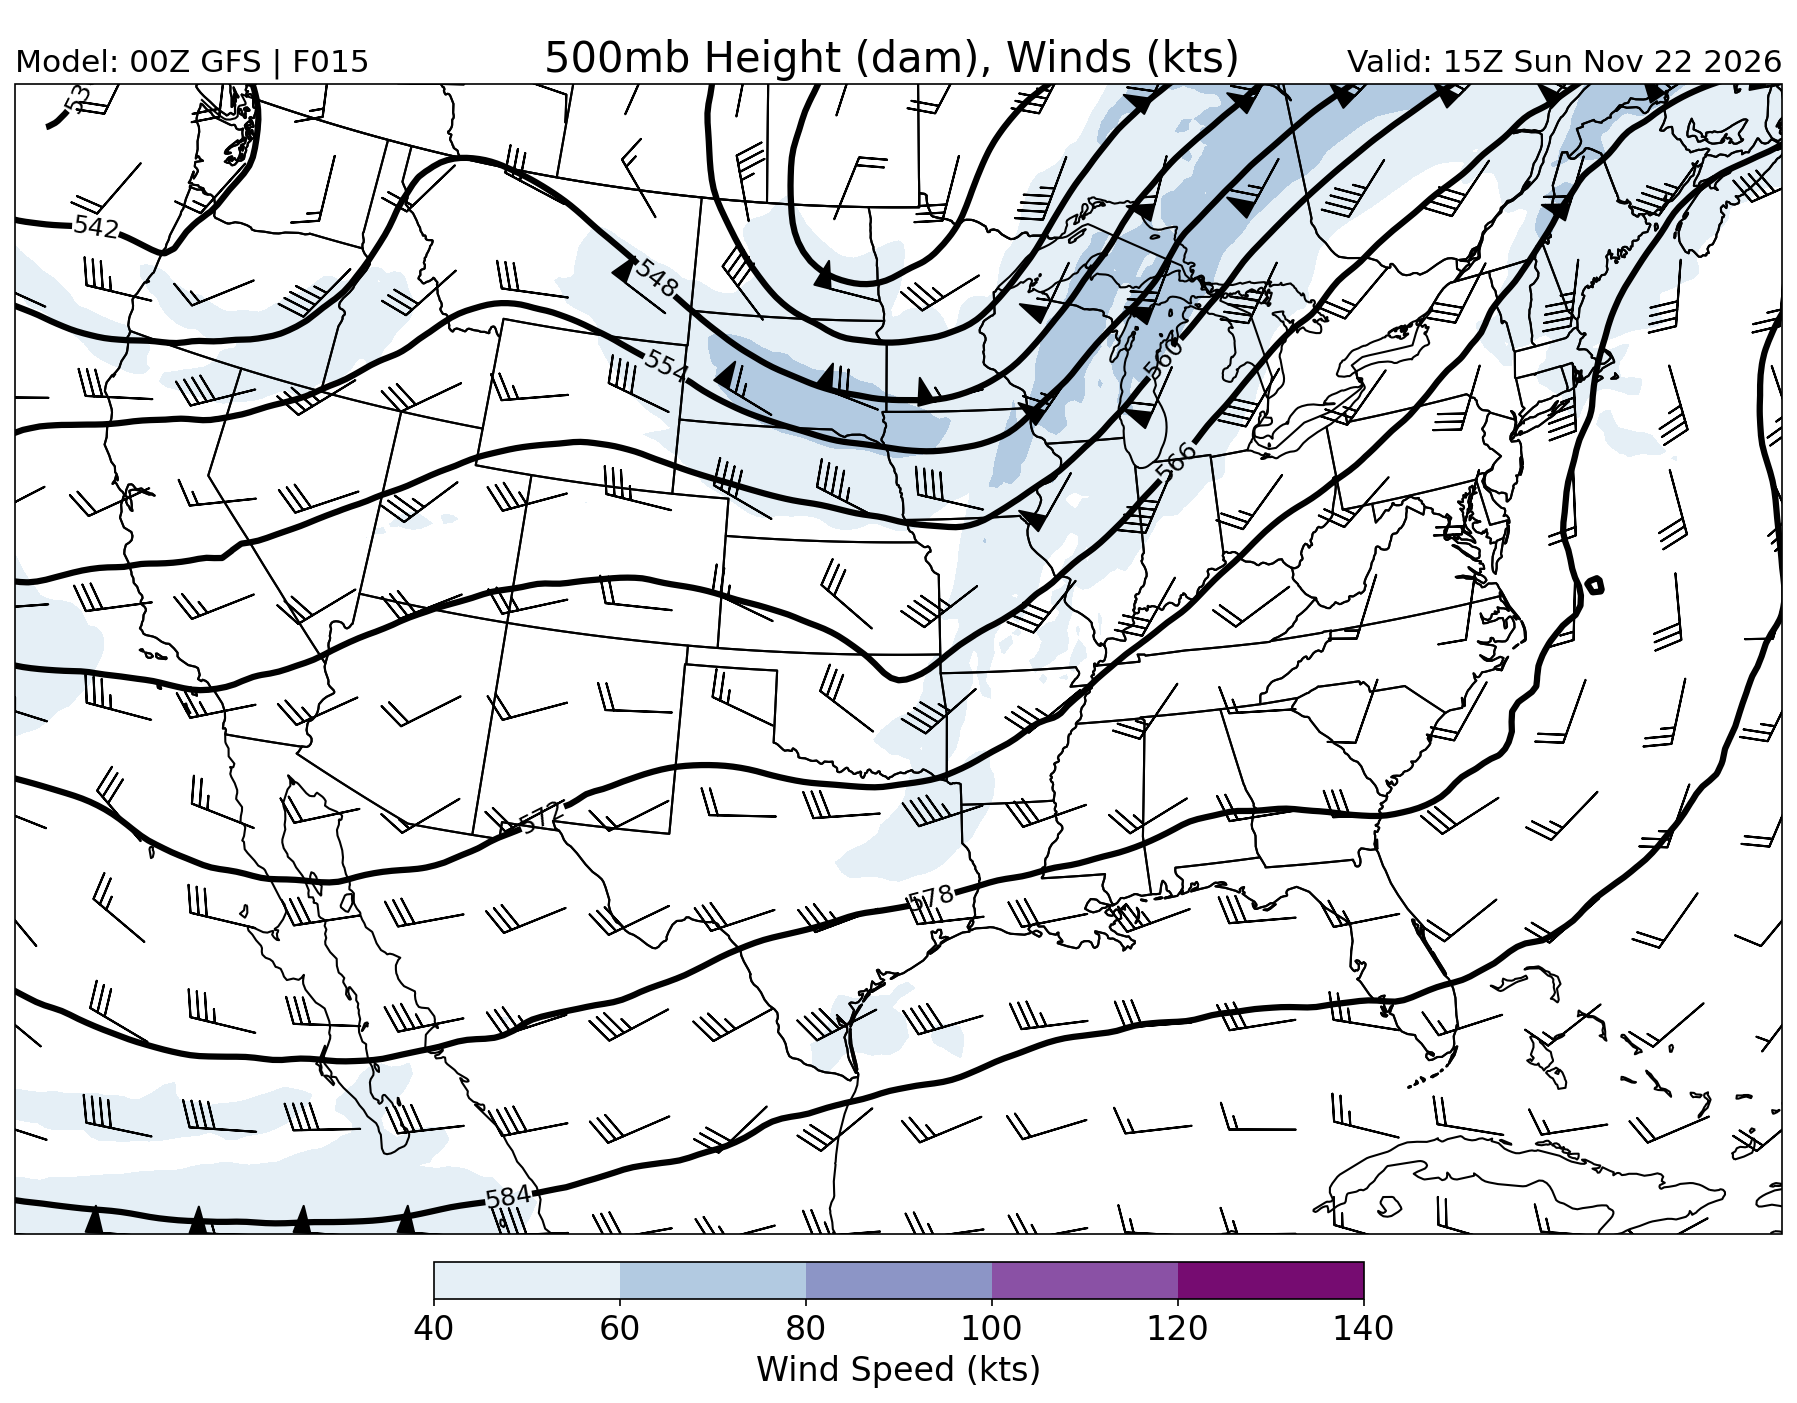 Model: 00Z GFS | F015
500mb Height (dam), Winds (kts)
Valid: 15Z Sun Nov 22 2026
542
548
554
560
566
572
578
584
40 60 80 100 120 140
Wind Speed (kts)